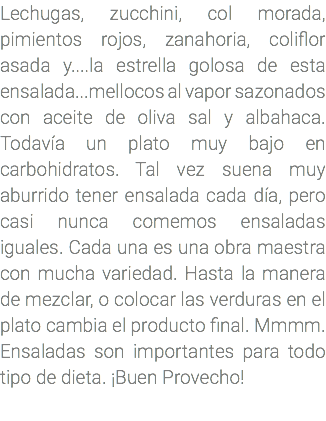 Lechugas, zucchini, col morada,
pimientos rojos, zanahoria, coliflor
asada y....la estrella golosa de esta
ensalada...mellocos al vapor sazonados
con aceite de oliva sal y albahaca.
Todavía un plato muy bajo en
carbohidratos. Tal vez suena muy
aburrido tener ensalada cada día, pero
casi nunca comemos ensaladas
iguales. Cada una es una obra maestra
con mucha variedad. Hasta la manera
de mezclar, o colocar las verduras en el
plato cambia el producto final. Mmmm.
Ensaladas son importantes para todo
tipo de dieta. ¡Buen Provecho!